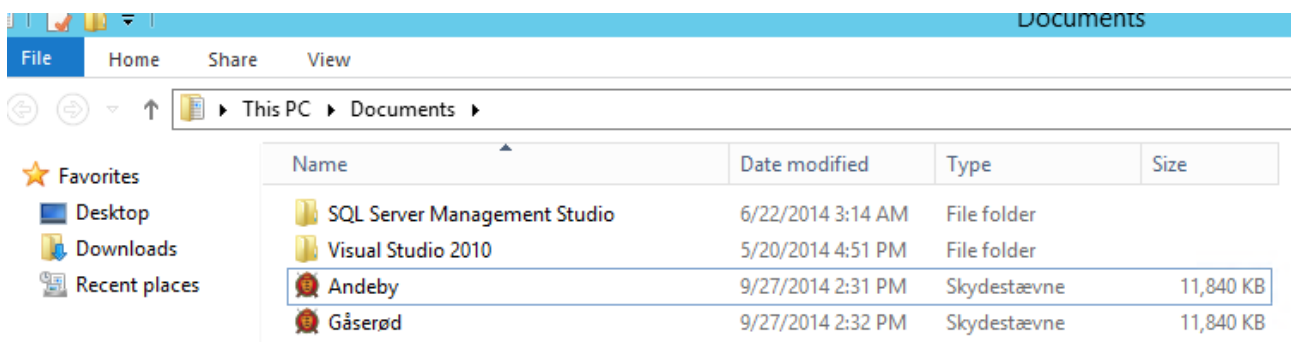 Documents
File Home Share View
This PC Documents
Favorites
Desktop
Downloads
Recent places
Name Date modified Type Size
SQL Server Management Studio 6/22/2014 3:14 AM File folder
Visual Studio 2010 5/20/2014 4:51 PM File folder
Andeby 9/27/2014 2:31 PM Skydestævne 11,840 KB
Gåserød 9/27/2014 2:32 PM Skydestævne 11,840 KB